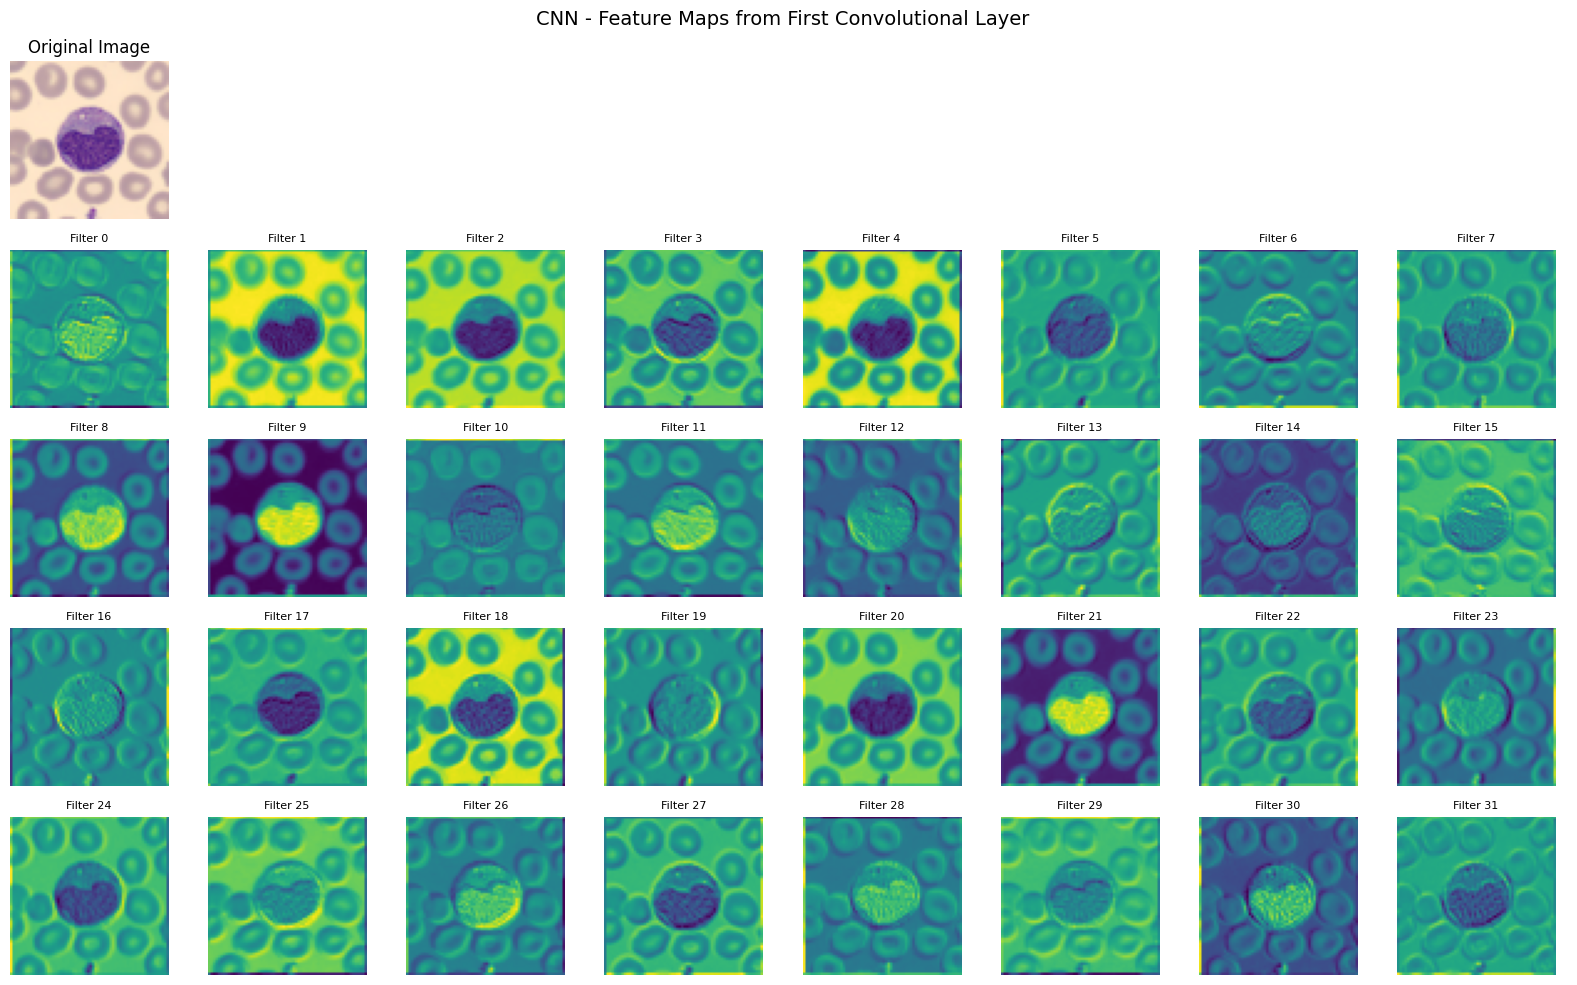 CNN - Feature Maps from First Convolutional Layer
Original Image
Filter 0 Filter 1 Filter 2 Filter 3 Filter 4 Filter 5 Filter 6 Filter 7
Filter 8 Filter 9 Filter 10 Filter 11 Filter 12 Filter 13 Filter 14 Filter 15
Filter 16 Filter 17 Filter 18 Filter 19 Filter 20 Filter 21 Filter 22 Filter 23
Filter 24 Filter 25 Filter 26 Filter 27 Filter 28 Filter 29 Filter 30 Filter 31